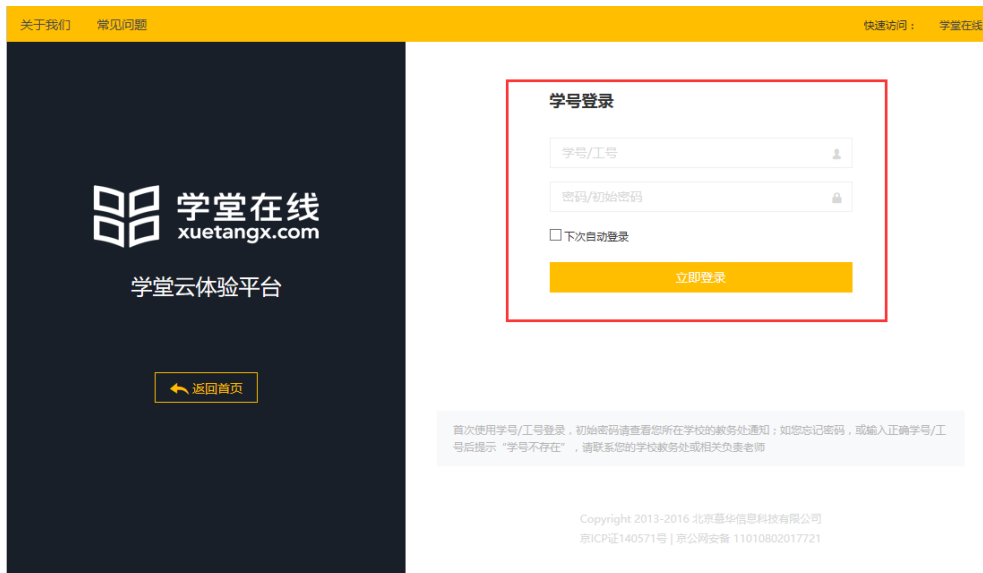 关于我们 常见问题 快速访问： 学堂在线
学堂在线
xuetangx.com
学堂云体验平台
返回首页
学号登录
学号/工号
密码/初始密码
下次自动登录
立即登录
首次使用学号/工号登录，初始密码请查看您所在学校的教务处通知；如您忘记密码，或输入正确学号/工
号后提示“学号不存在”，请联系您的学校教务处或相关负责老师
Copyright 2013-2016 北京慕华信息科技有限公司
京ICP证140571号 | 京公网安备 11010802017721